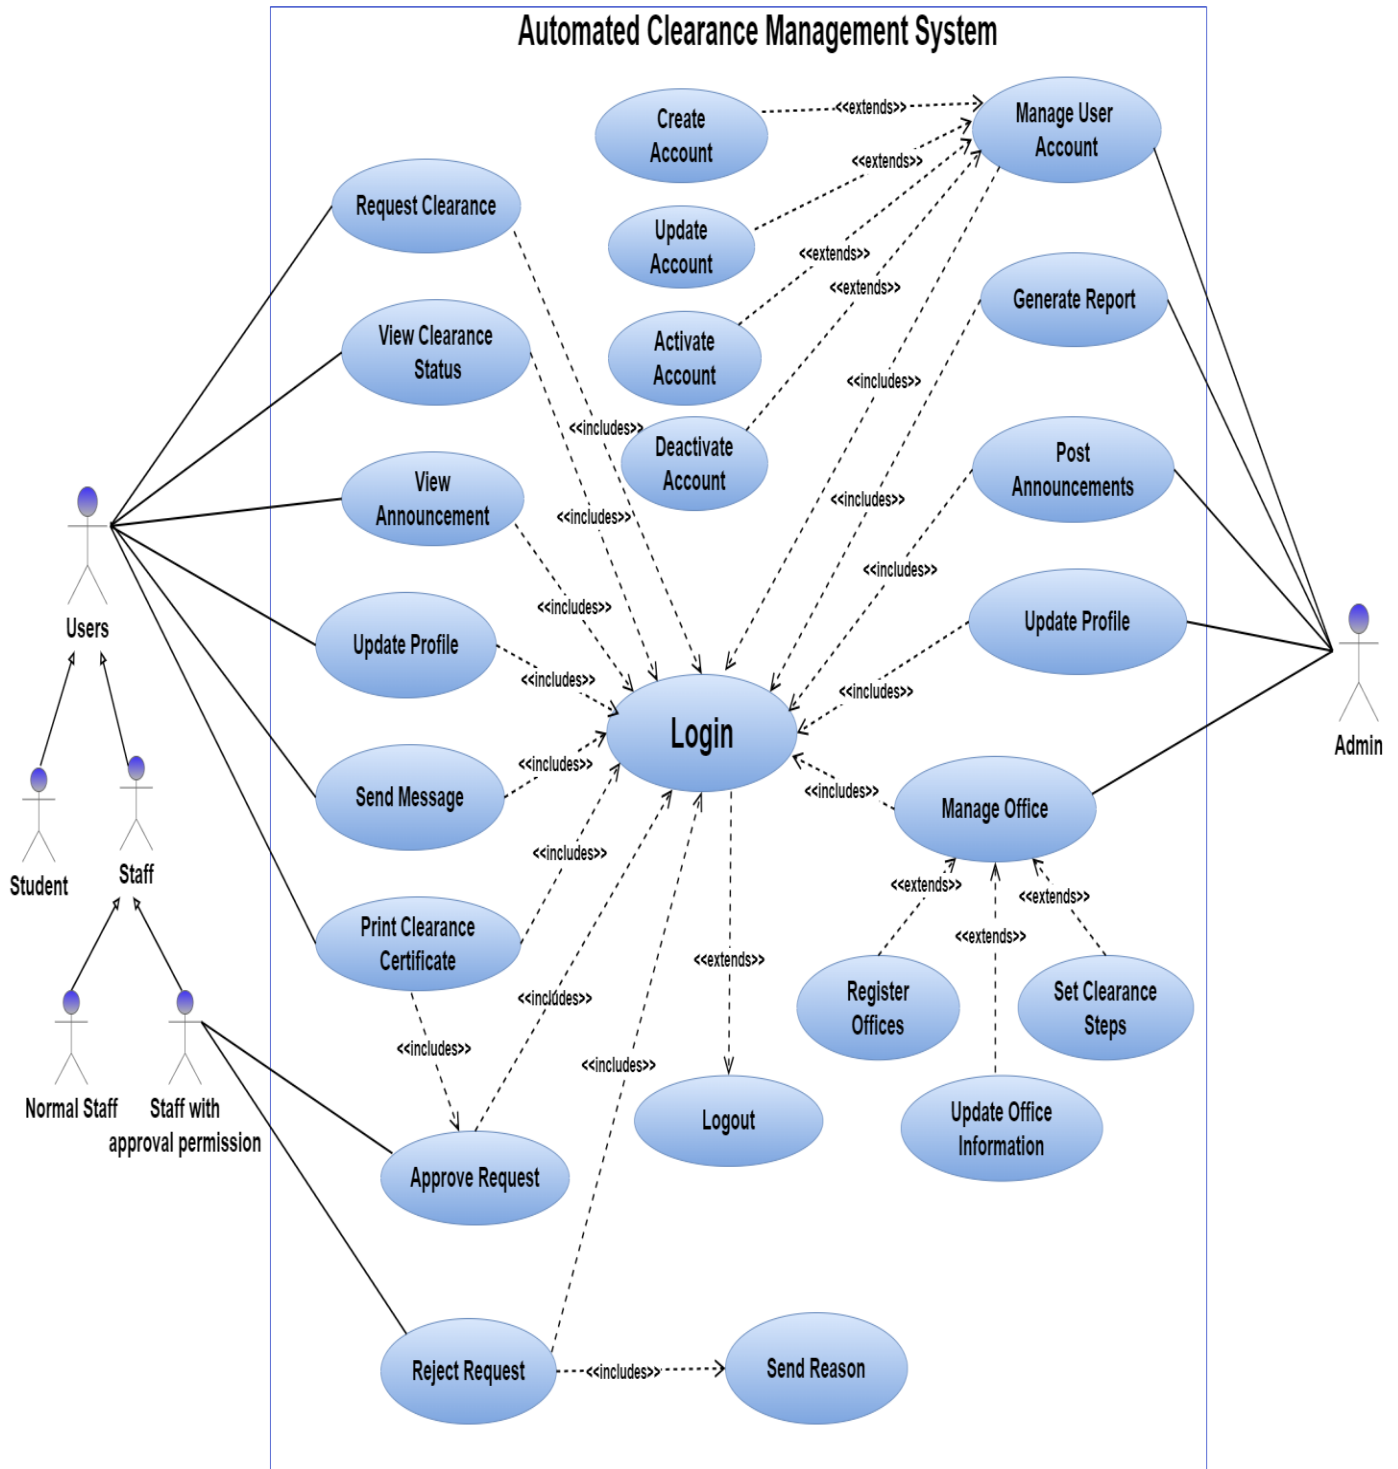 Automated Clearance Management System
Create
Account
<<extends>>
Manage User
Account
Request Clearance
<<extends>>
Update
Account
<<extends>>
<<extends>>
Generate Report
View Clearance
Status
Activate
Account
<<includes>>
<<includes>>
Deactivate
Account
Post
Announcements
View
Announcement
<<includes>>
<<includes>>
<<includes>>
<<includes>>
Users
Update Profile
Update Profile
<<includes>>
<<includes>>
Login
Admin
<<includes>>
Send Message
<<includes>>
Manage Office
<<includes>>
Student
Staff
<<extends>>
<<extends>>
Print Clearance
Certificate
<<extends>>
<<extends>>
<<includes>>
Register
Offices
Set Clearance
Steps
<<includes>>
<<includes>>
Normal Staff
Staff with
approval permission
Logout
Update Office
Information
Approve Request
Reject Request
<<includes>>
Send Reason